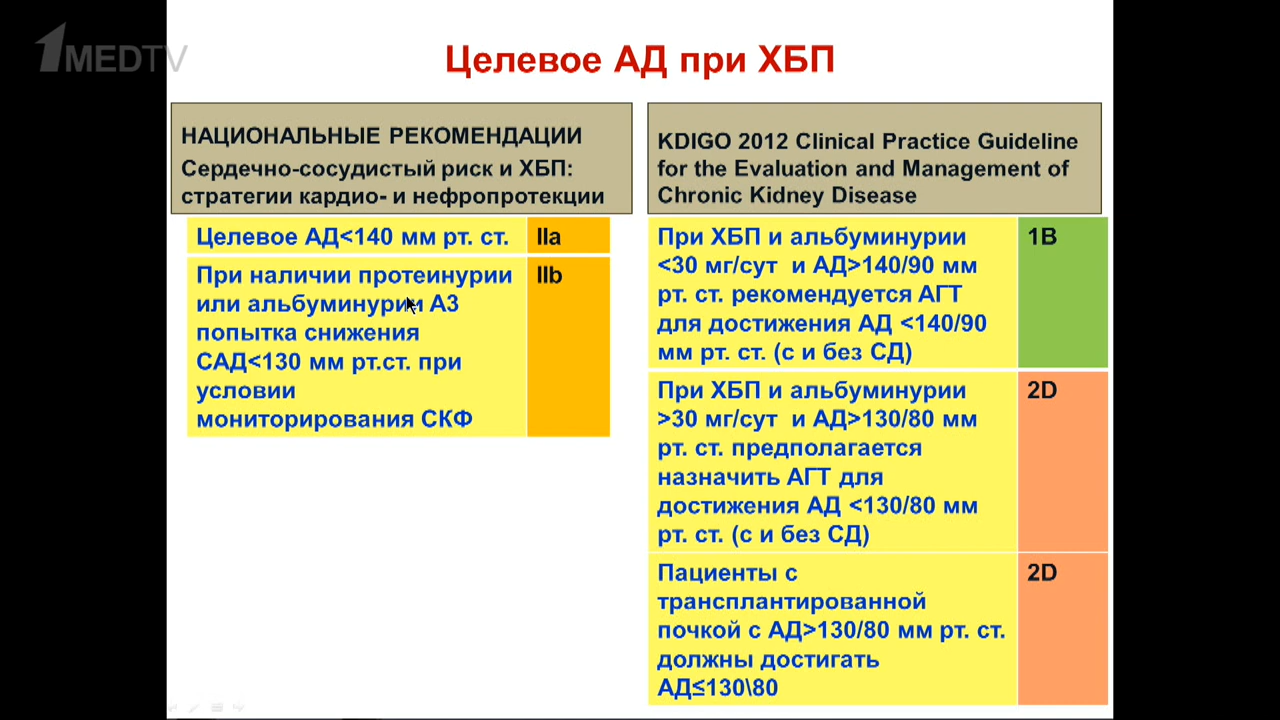 1MEDTV
Целевое АД при ХБП
НАЦИОНАЛЬНЫЕ РЕКОМЕНДАЦИИ
Сердечно-сосудистый риск и ХБП:
стратегии кардио- и нефропротекции
Целевое АД<140 мм рт. ст.
IIa
При наличии протеинурии
или альбуминурии А3
попытка снижения
САД<130 мм рт.ст. при
условии
мониторирования СКФ
IIb
KDIGO 2012 Clinical Practice Guideline
for the Evaluation and Management of
Chronic Kidney Disease
При ХБП и альбуминурии
<30 мг/сут и АД>140/90 мм
рт. ст. рекомендуется АГТ
для достижения АД <140/90
мм рт. ст. (с и без СД)
1B
При ХБП и альбуминурии
>30 мг/сут и АД>130/80 мм
рт. ст. предполагается
назначить АГТ для
достижения АД <130/80 мм
рт. ст. (с и без СД)
2D
Пациенты с
трансплантированной
почкой с АД>130/80 мм рт. ст.
должны достигать
АД≤130\80
2D